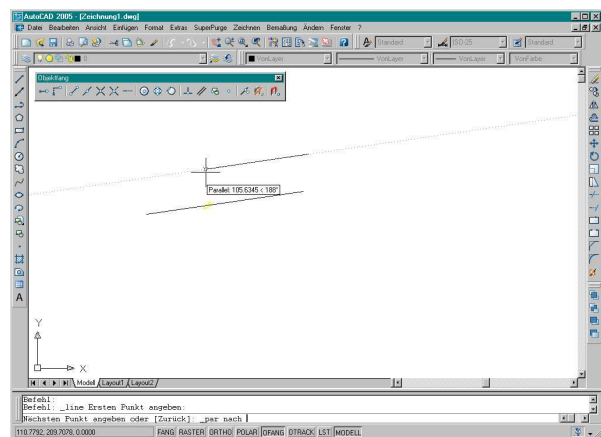 AutoCAD 2005 - [Zeichnung1.dwg]
Datei Bearbeiten Ansicht Einfügen Format Extras SuperPurge Zeichnen Bemaßung Ändern Fenster ?
Standard ISO-25 Standard
0 VonLayer VonLayer VonLayer VonFarbe
Objektfang
Parallel: 105.6345 < 188°
Y
X
A
Modell Layout1 Layout2
Befehl:
Befehl: _line Ersten Punkt angeben:
Nächsten Punkt angeben oder [Zurück]: _par nach
110.7792, 209.7078, 0.0000 FANG RASTER ORTHO POLAR OFANG OTRACK LST MODELL